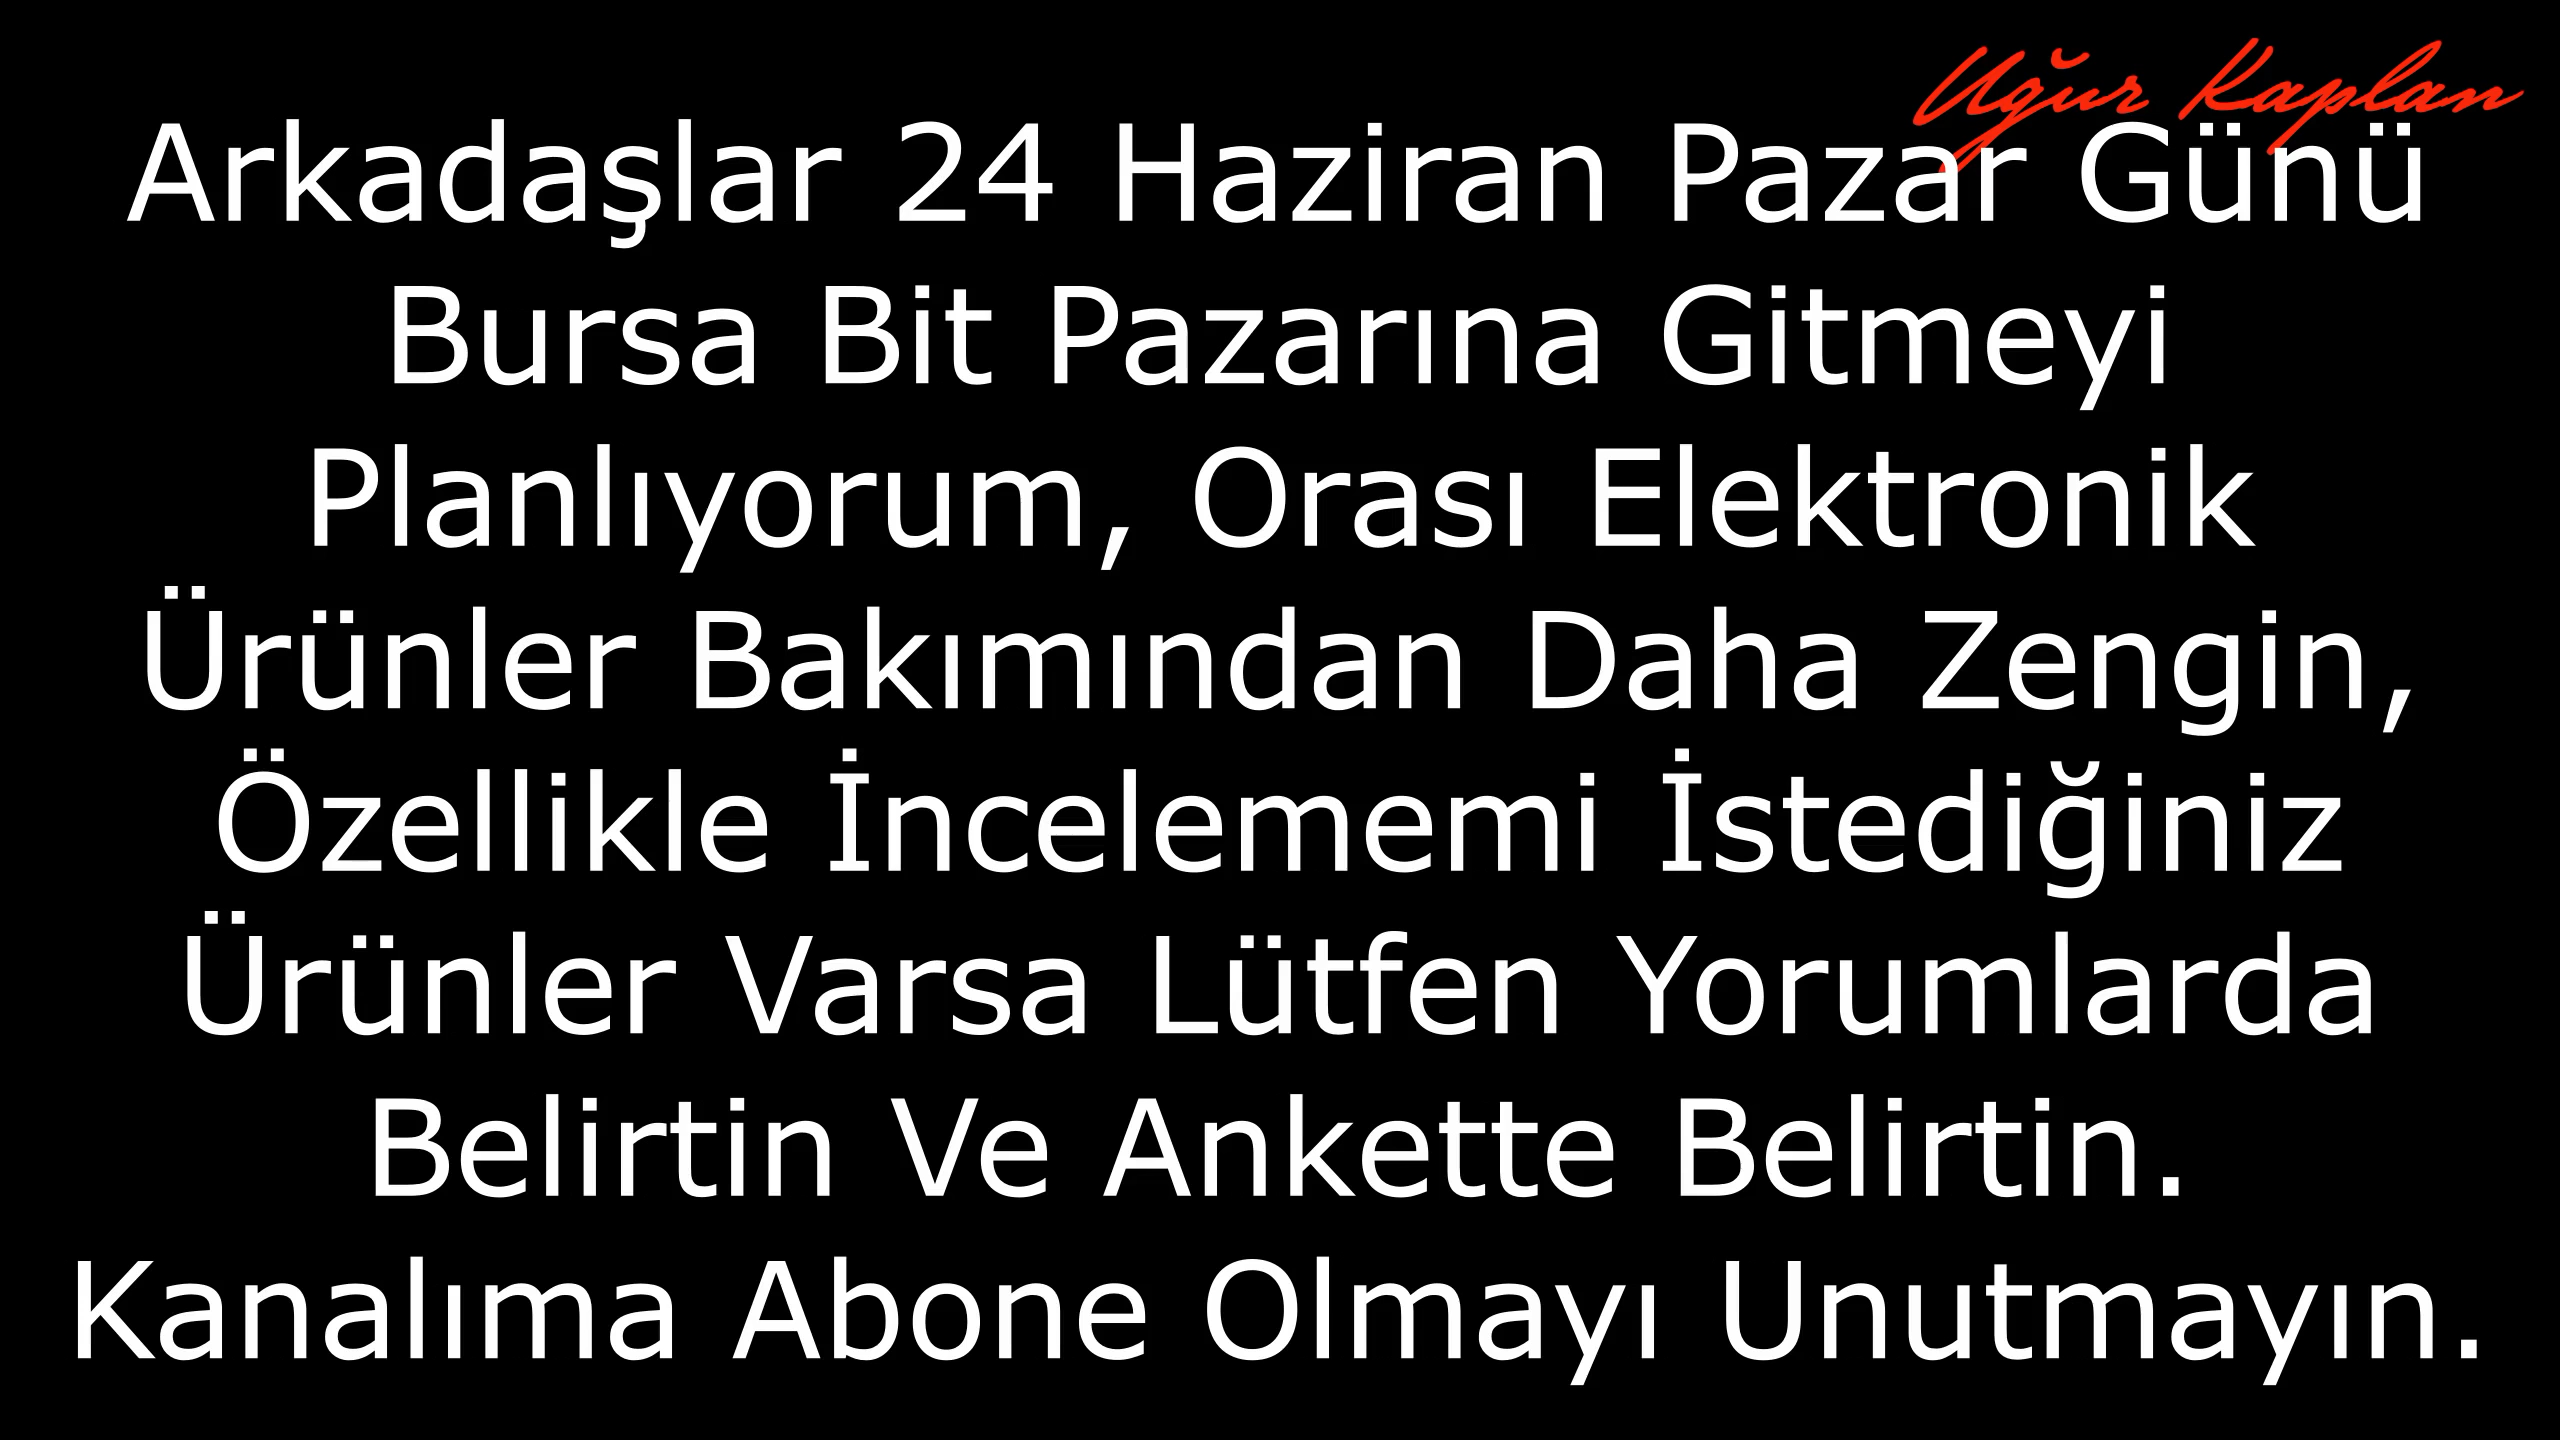 Uğur Kaplan
Arkadaşlar 24 Haziran Pazar Günü
Bursa Bit Pazarına Gitmeyi
Planlıyorum, Orası Elektronik
Ürünler Bakımından Daha Zengin,
Özellikle İncelememi İstediğiniz
Ürünler Varsa Lütfen Yorumlarda
Belirtin Ve Ankette Belirtin.
Kanalıma Abone Olmayı Unutmayın.